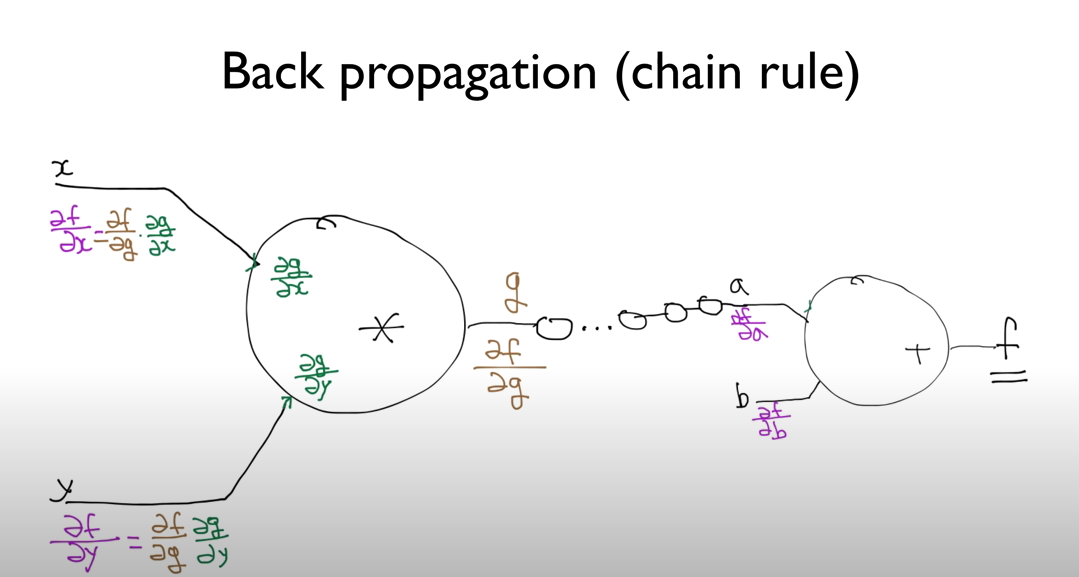 Back propagation (chain rule)
x
∂f/∂x = ∂f/∂g · ∂g/∂x
∂g/∂x
*
∂g/∂y
g
∂f/∂g
...
a
∂f/∂a
b
∂f/∂b
+
f
y
∂f/∂y = ∂f/∂g ∂g/∂y